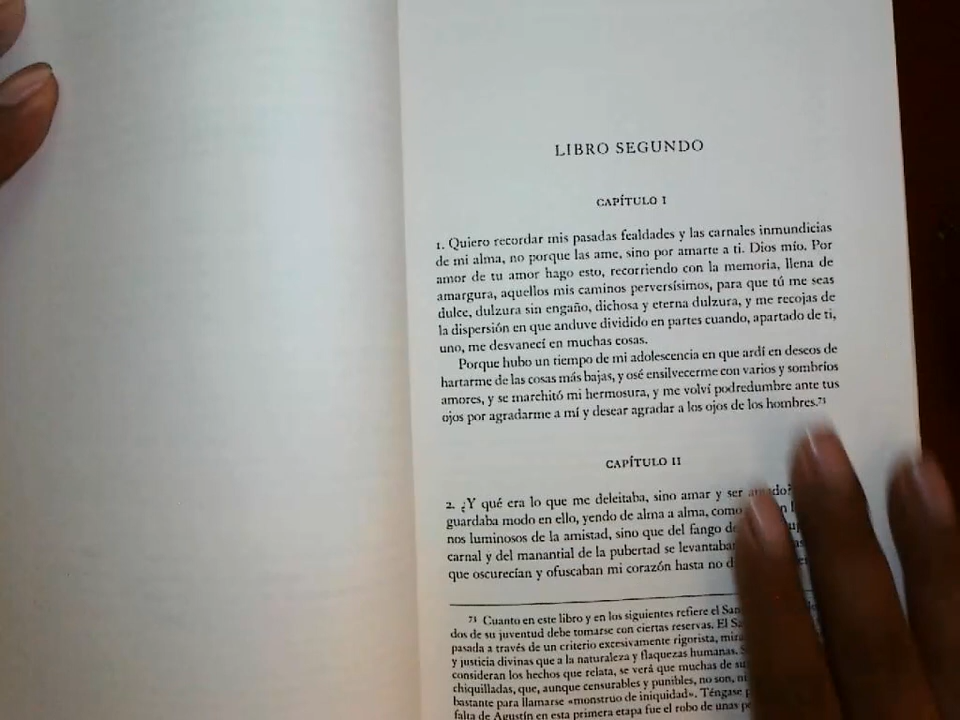 LIBRO SEGUNDO
CAPÍTULO I
1. Quiero recordar mis pasadas fealdades y las carnales inmundicias
de mi alma, no porque las ame, sino por amarte a ti. Dios mío. Por
amor de tu amor hago esto, recorriendo con la memoria, llena de
amargura, aquellos mis caminos perversísimos, para que tú me seas
dulce, dulzura sin engaño, dichosa y eterna dulzura, y me recojas de
la dispersión en que anduve dividido en partes cuando, apartado de ti,
uno, me desvanecí en muchas cosas.
Porque hubo un tiempo de mi adolescencia en que ardí en deseos de
hartarme de las cosas más bajas, y osé ensilvecerme con varios y sombríos
amores, y se marchitó mi hermosura, y me volví podredumbre ante tus
ojos por agradarme a mí y desear agradar a los ojos de los hombres.71
CAPÍTULO II
2. ¿Y qué era lo que me deleitaba, sino amar y ser amado?
guardaba modo en ello, yendo de alma a alma, como
nos luminosos de la amistad, sino que del fango
carnal y del manantial de la pubertad se levantaba
que oscurecían y ofuscaban mi corazón hasta no
71 Cuanto en este libro y en los siguientes refiere el
dos de su juventud debe tomarse con ciertas reservas. El
pasada a través de un criterio excesivamente rigorista,
y justicia divinas que a la naturaleza y flaquezas humanas.
consideran los hechos que relata, se verá que muchas de
chiquilladas, que, aunque censurables y punibles, no son,
bastante para llamarse «monstruo de iniquidad». Téngase
falta de Agustín en esta primera etapa fue el robo de unas